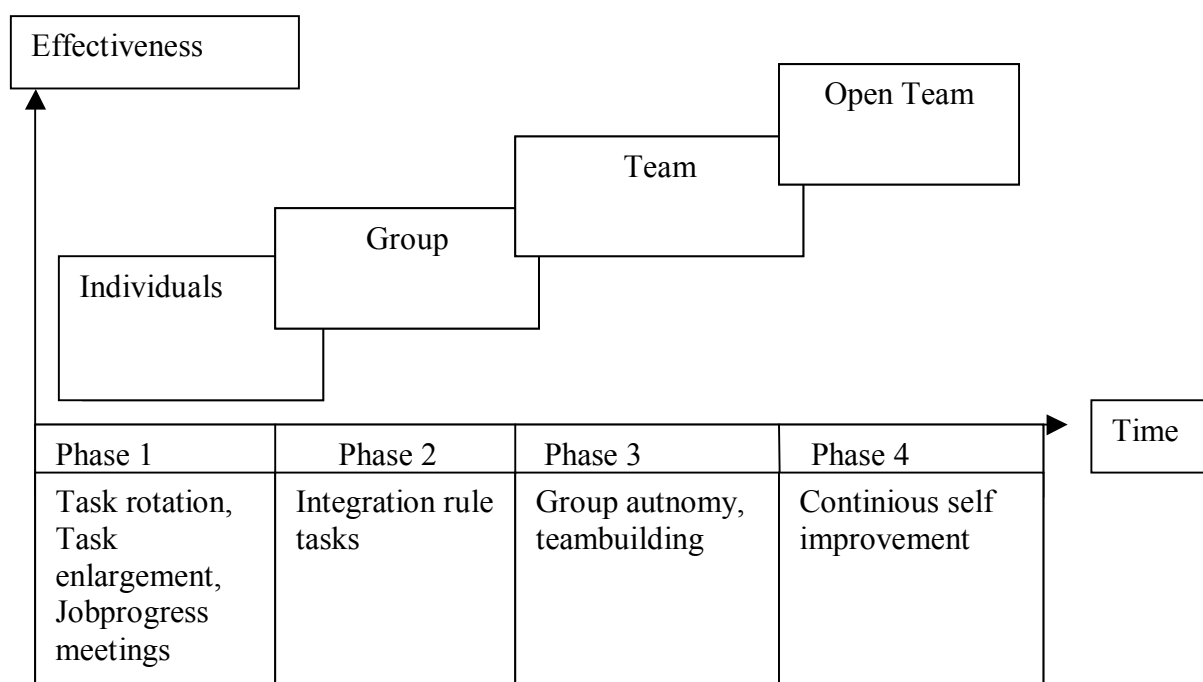 Effectiveness
Open Team
Team
Group
Individuals
Time
Phase 1
Phase 2
Phase 3
Phase 4
Task rotation,
Task
enlargement,
Jobprogress
meetings
Integration rule
tasks
Group autnomy,
teambuilding
Continious self
improvement